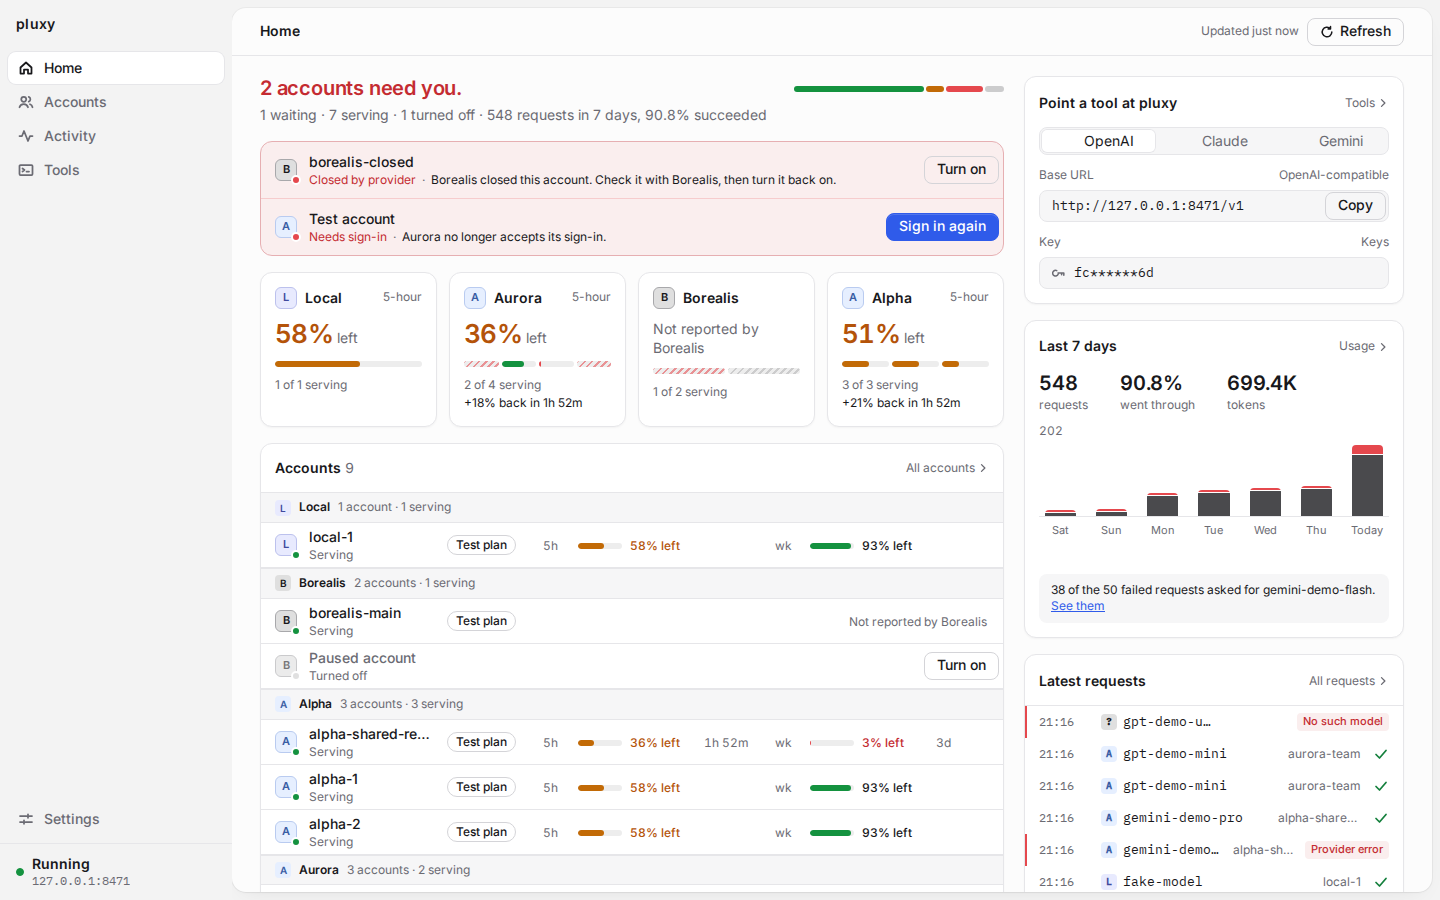 pluxy
Home
Accounts
Activity
Tools
Settings
Running
127.0.0.1:8471
Home
Updated just now
Refresh
2 accounts need you.
1 waiting · 7 serving · 1 turned off · 548 requests in 7 days, 90.8% succeeded
B
borealis-closed
Closed by provider · Borealis closed this account. Check it with Borealis, then turn it back on.
Turn on
A
Test account
Needs sign-in · Aurora no longer accepts its sign-in.
Sign in again
L Local 5-hour
58% left
1 of 1 serving
A Aurora 5-hour
36% left
2 of 4 serving
+18% back in 1h 52m
B Borealis
Not reported by
Borealis
1 of 2 serving
A Alpha 5-hour
51% left
3 of 3 serving
+21% back in 1h 52m
Accounts 9
All accounts
L Local 1 account · 1 serving
L local-1
Serving
Test plan 5h 58% left wk 93% left
B Borealis 2 accounts · 1 serving
B borealis-main
Serving
Test plan Not reported by Borealis
B Paused account
Turned off
Turn on
A Alpha 3 accounts · 3 serving
A alpha-shared-re...
Serving
Test plan 5h 36% left 1h 52m wk 3% left 3d
A alpha-1
Serving
Test plan 5h 58% left wk 93% left
A alpha-2
Serving
Test plan 5h 58% left wk 93% left
A Aurora 3 accounts · 2 serving
Point a tool at pluxy
Tools
OpenAI Claude Gemini
Base URL OpenAI-compatible
http://127.0.0.1:8471/v1
Copy
Key Keys
fc******6d
Last 7 days
Usage
548 90.8% 699.4K
requests went through tokens
202
Sat Sun Mon Tue Wed Thu Today
38 of the 50 failed requests asked for gemini-demo-flash.
See them
Latest requests
All requests
21:16 ? gpt-demo-u… No such model
21:16 A gpt-demo-mini aurora-team
21:16 A gpt-demo-mini aurora-team
21:16 A gemini-demo-pro alpha-share...
21:16 A gemini-demo… alpha-sh... Provider error
21:16 L fake-model local-1